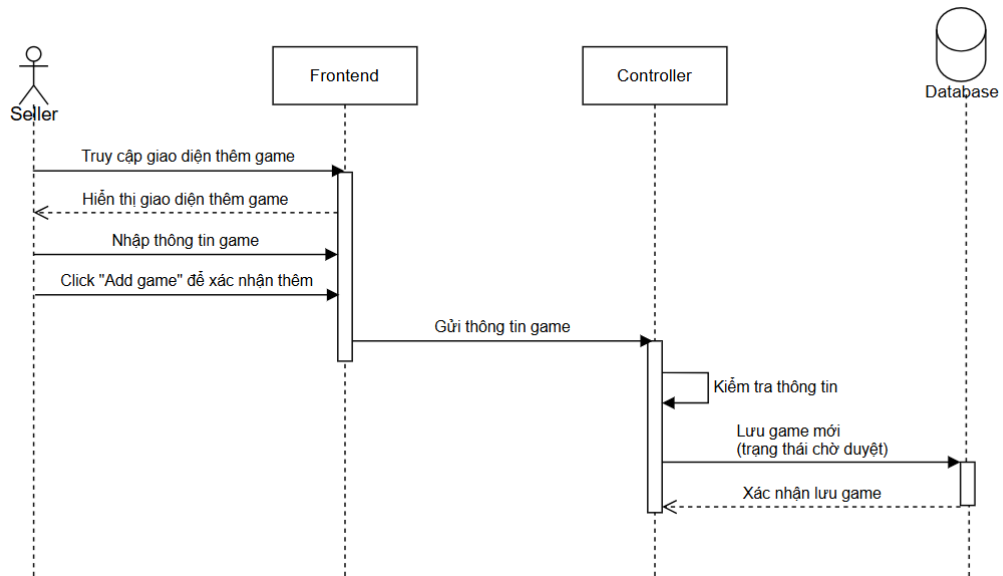 Seller
Frontend
Controller
Database
Truy cập giao diện thêm game
Hiển thị giao diện thêm game
Nhập thông tin game
Click "Add game" để xác nhận thêm
Gửi thông tin game
Kiểm tra thông tin
Lưu game mới
(trạng thái chờ duyệt)
Xác nhận lưu game